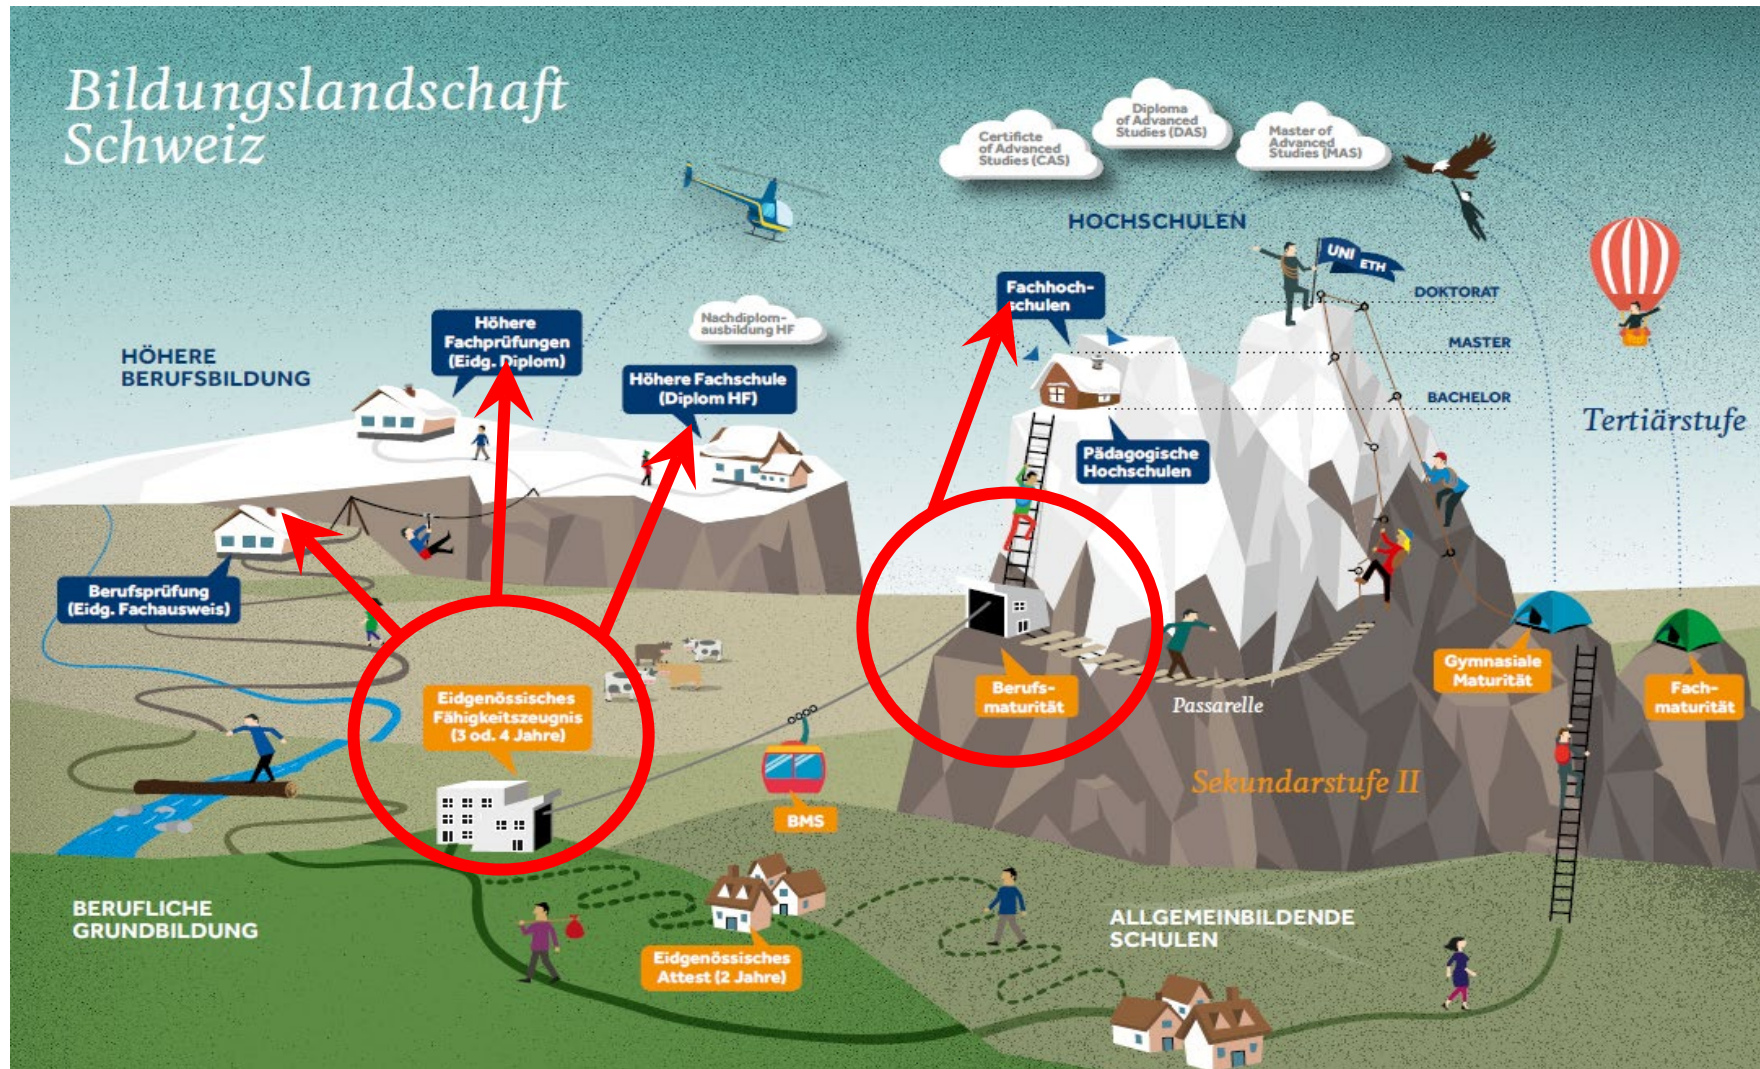 Bildungslandschaft
Schweiz
Certificte
of Advanced
Studies (CAS)
Diploma
of Advanced
Studies (DAS)
Master of
Advanced
Studies (MAS)
HOCHSCHULEN
UNI ETH
Fachhoch-
schulen
DOKTORAT
MASTER
BACHELOR
Tertiärstufe
HÖHERE
BERUFSBILDUNG
Höhere
Fachprüfungen
(Eidg. Diplom)
Nachdiplom-
ausbildung HF
Höhere Fachschule
(Diplom HF)
Pädagogische
Hochschulen
Berufsprüfung
(Eidg. Fachausweis)
Eidgenössisches
Fähigkeitszeugnis
(3 od. 4 Jahre)
Berufs-
maturität
Passarelle
Gymnasiale
Maturität
Fach-
maturität
Sekundarstufe II
BMS
BERUFLICHE
GRUNDBILDUNG
Eidgenössisches
Attest (2 Jahre)
ALLGEMEINBILDENDE
SCHULEN